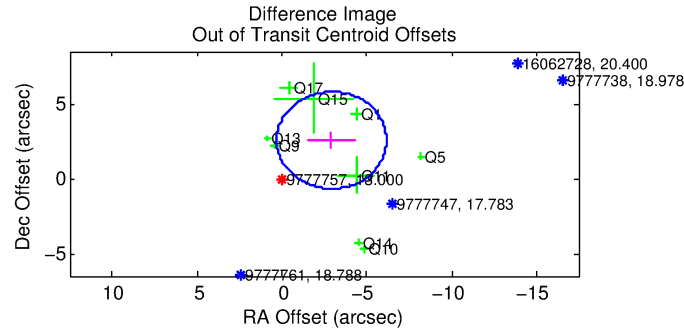 Difference Image
Out of Transit Centroid Offsets
16062728, 20.400
9777738, 18.978
Q17
Q15
5
Q1
Q13
Q9
Q5
0
9777757, 13.000
Q11
9777747, 17.783
Q14
Q10
−5
9777761, 18.788
10
5
0
−5
−10
−15
RA Offset (arcsec)
Dec Offset (arcsec)